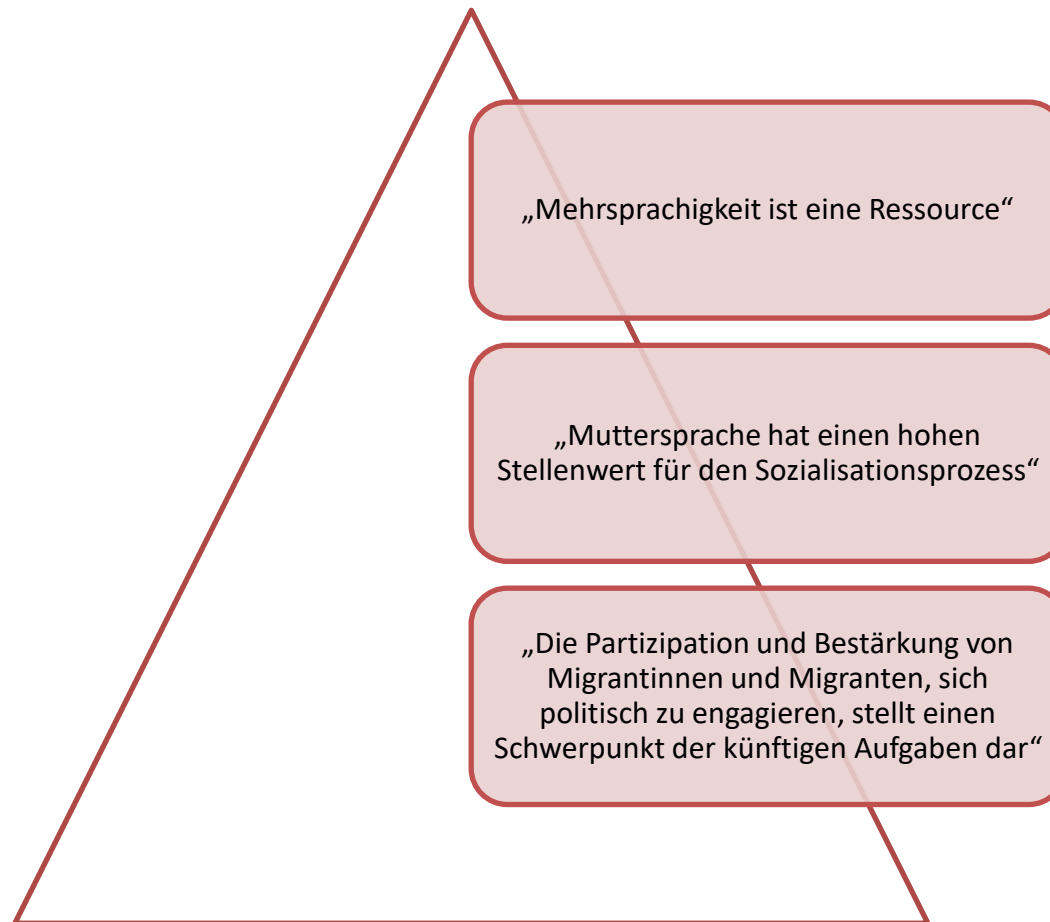 „Mehrsprachigkeit ist eine Ressource“
„Muttersprache hat einen hohen
Stellenwert für den Sozialisationsprozess“
„Die Partizipation und Bestärkung von
Migrantinnen und Migranten, sich
politisch zu engagieren, stellt einen
Schwerpunkt der künftigen Aufgaben dar“